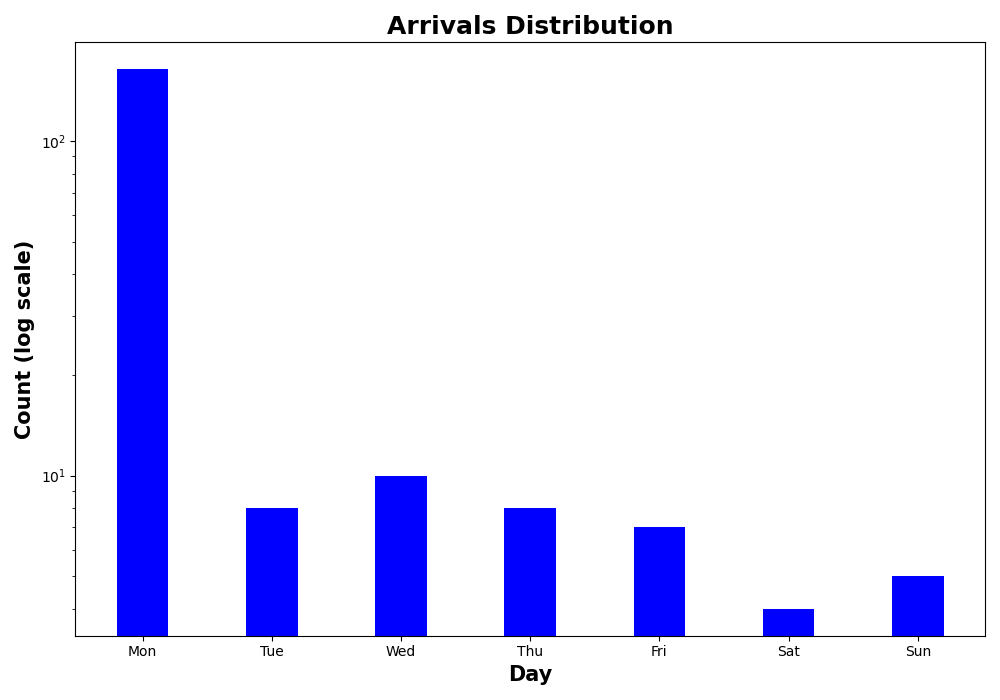 Arrivals Distribution
Count (log scale)
10²
10¹
Mon Tue Wed Thu Fri Sat Sun
Day